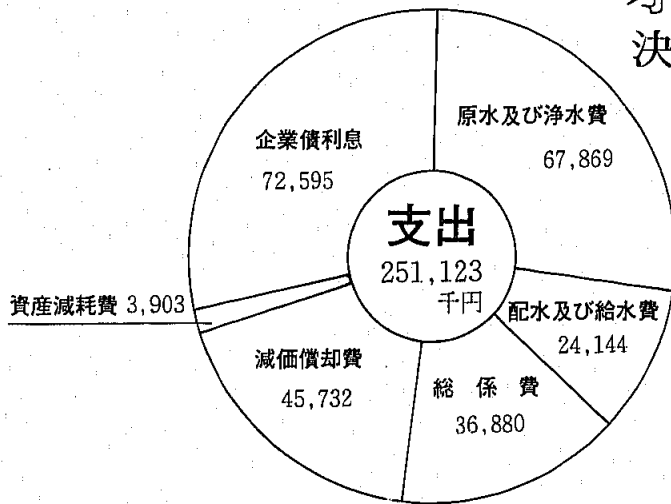 決
企業債利息
72,595
原水及び浄水費
67,869
支出
251,123
千円
資産減耗費 3,903
配水及び給水費
24,144
減価償却費
45,732
総係費
36,880